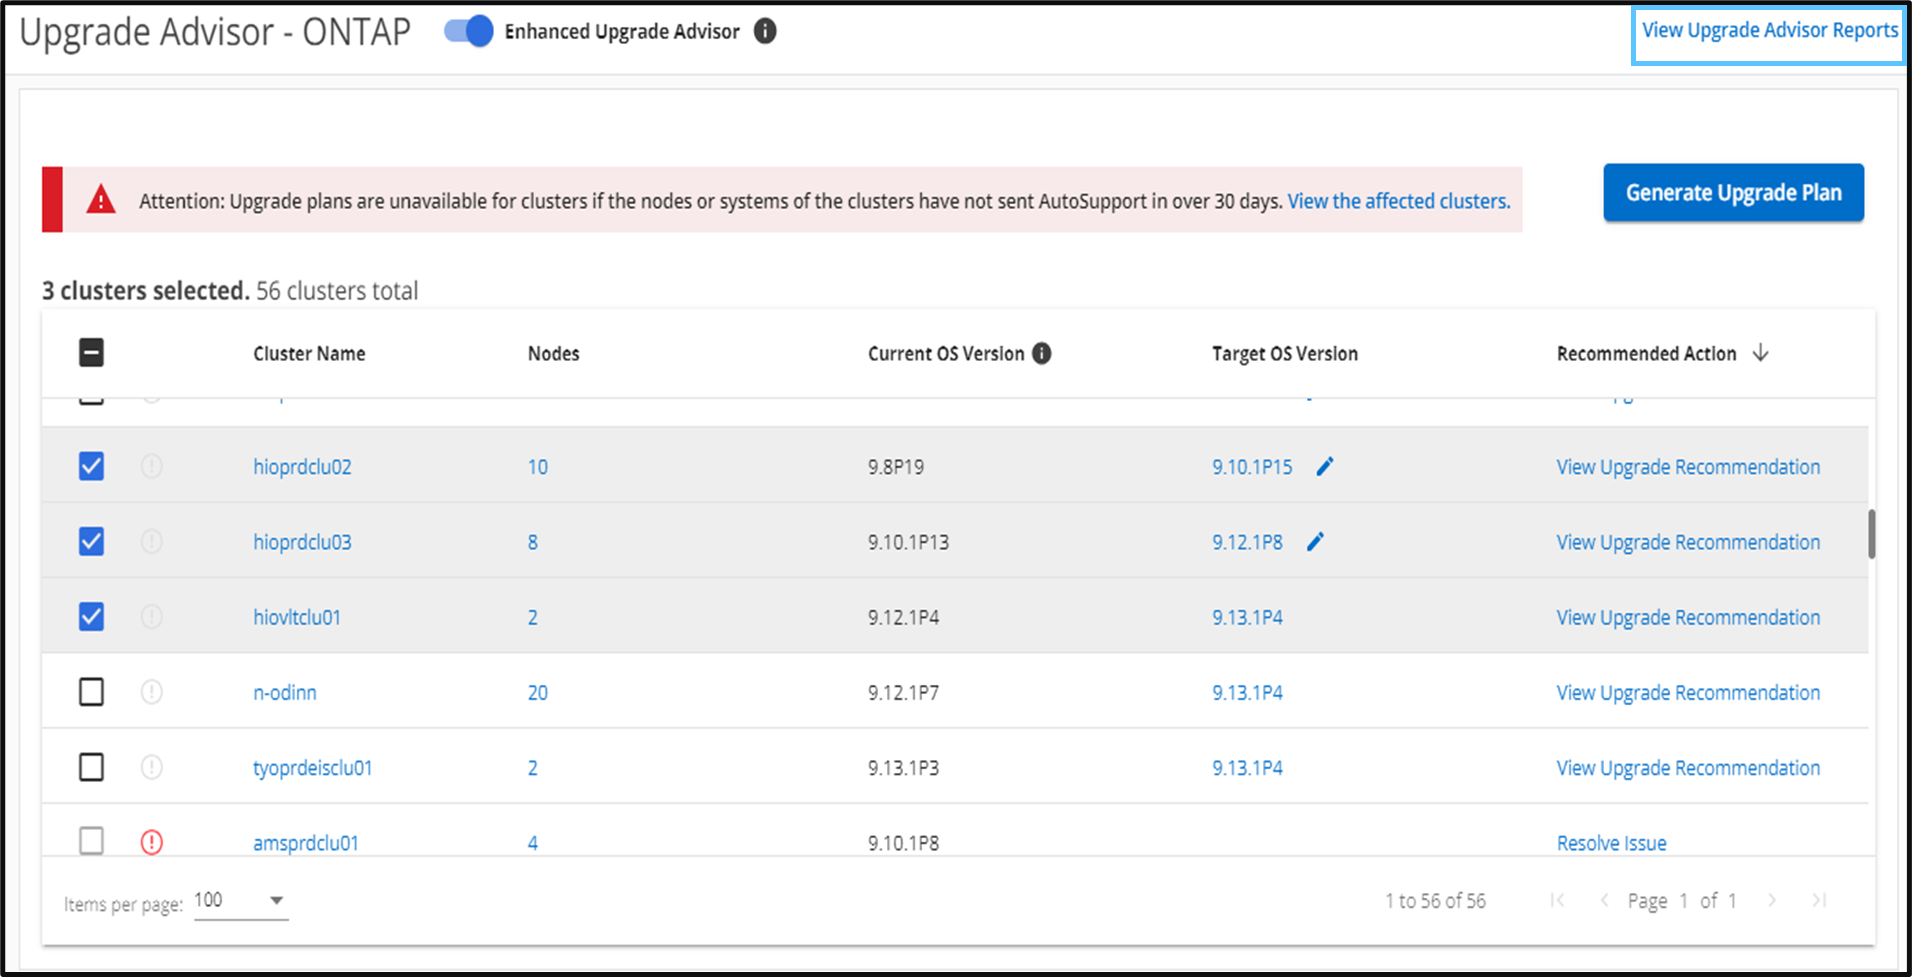 Upgrade Advisor - ONTAP Enhanced Upgrade Advisor View Upgrade Advisor Reports
Attention: Upgrade plans are unavailable for clusters if the nodes or systems of the clusters have not sent AutoSupport in over 30 days. View the affected clusters.
Generate Upgrade Plan
3 clusters selected. 56 clusters total
Cluster Name Nodes Current OS Version Target OS Version Recommended Action
hioprdclu02 10 9.8P19 9.10.1P15 View Upgrade Recommendation
hioprdclu03 8 9.10.1P13 9.12.1P8 View Upgrade Recommendation
hiovltclu01 2 9.12.1P4 9.13.1P4 View Upgrade Recommendation
n-odinn 20 9.12.1P7 9.13.1P4 View Upgrade Recommendation
tyoprdeisclu01 2 9.13.1P3 9.13.1P4 View Upgrade Recommendation
amsprdclu01 4 9.10.1P8 Resolve Issue
Items per page: 100 1 to 56 of 56 Page 1 of 1